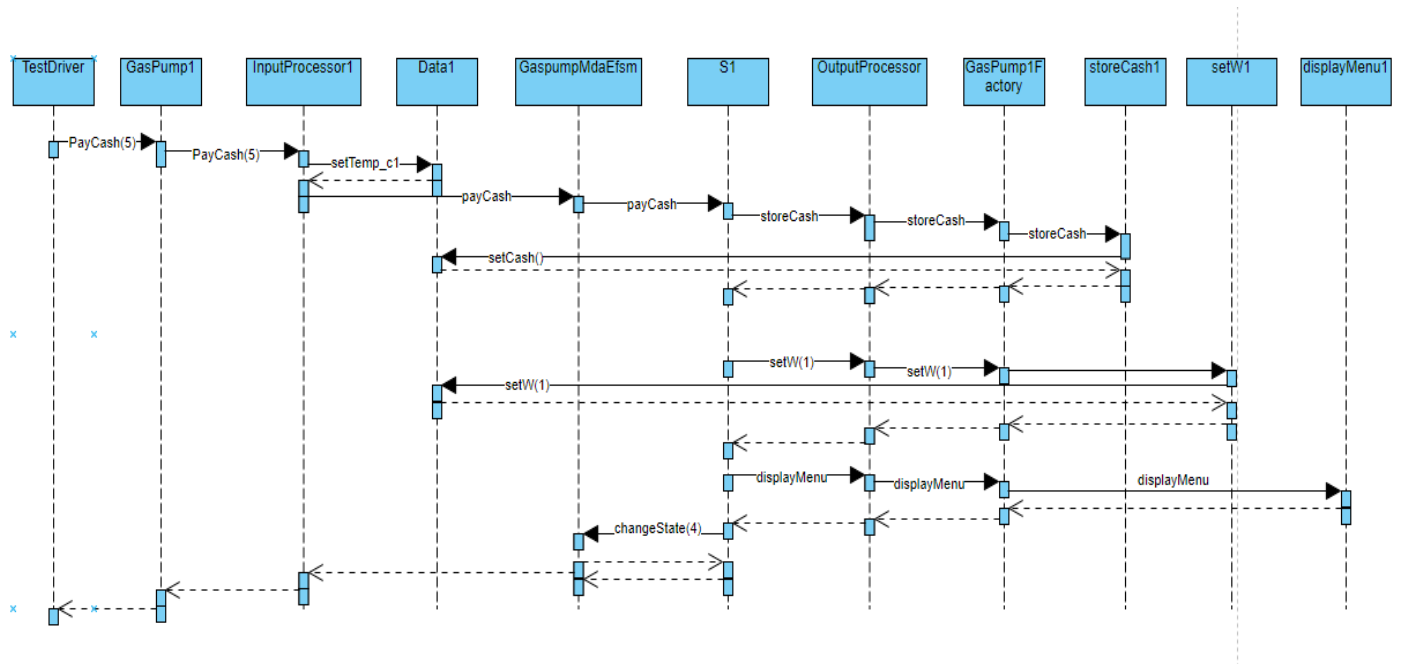 TestDriver
GasPump1
InputProcessor1
Data1
GaspumpMdaEfsm
S1
OutputProcessor
GasPump1F
actory
storeCash1
setW1
displayMenu1
PayCash(5)
PayCash(5)
setTemp_c1
payCash
payCash
storeCash
storeCash
storeCash
setCash()
setW(1)
setW(1)
setW(1)
displayMenu
displayMenu
displayMenu
changeState(4)